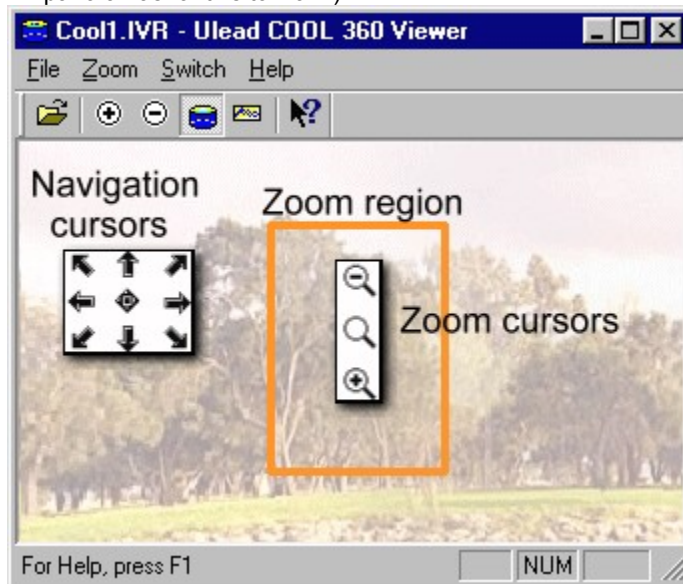 Cool1.IVR - Ulead COOL 360 Viewer
File Zoom Switch Help
Navigation
cursors
Zoom region
Zoom cursors
For Help, press F1
NUM